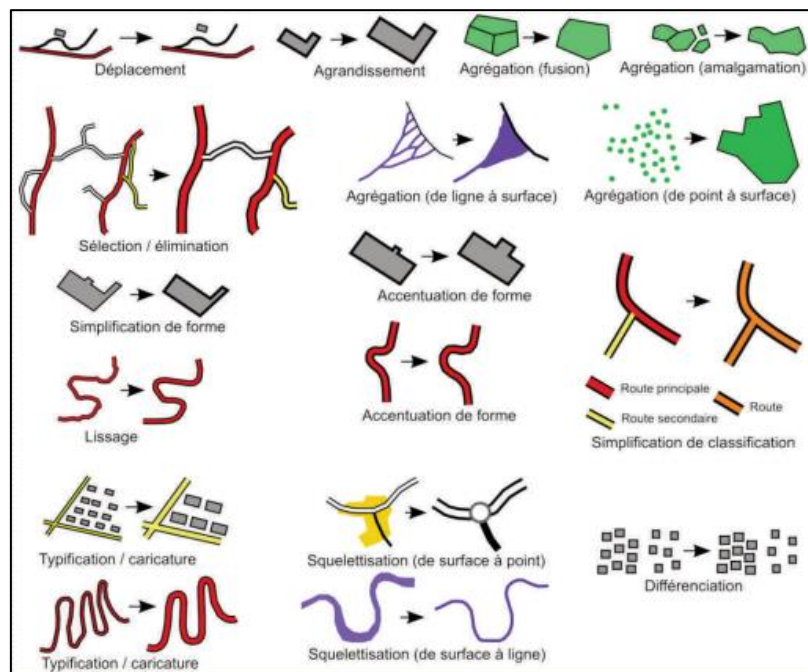 Déplacement
Agrandissement
Agrégation (fusion)
Agrégation (amalgamation)
Sélection / élimination
Agrégation (de ligne à surface)
Agrégation (de point à surface)
Simplification de forme
Accentuation de forme
Lissage
Accentuation de forme
Route principale
Route
Route secondaire
Simplification de classification
Typification / caricature
Squelettisation (de surface à point)
Différenciation
Typification / caricature
Squelettisation (de surface à ligne)